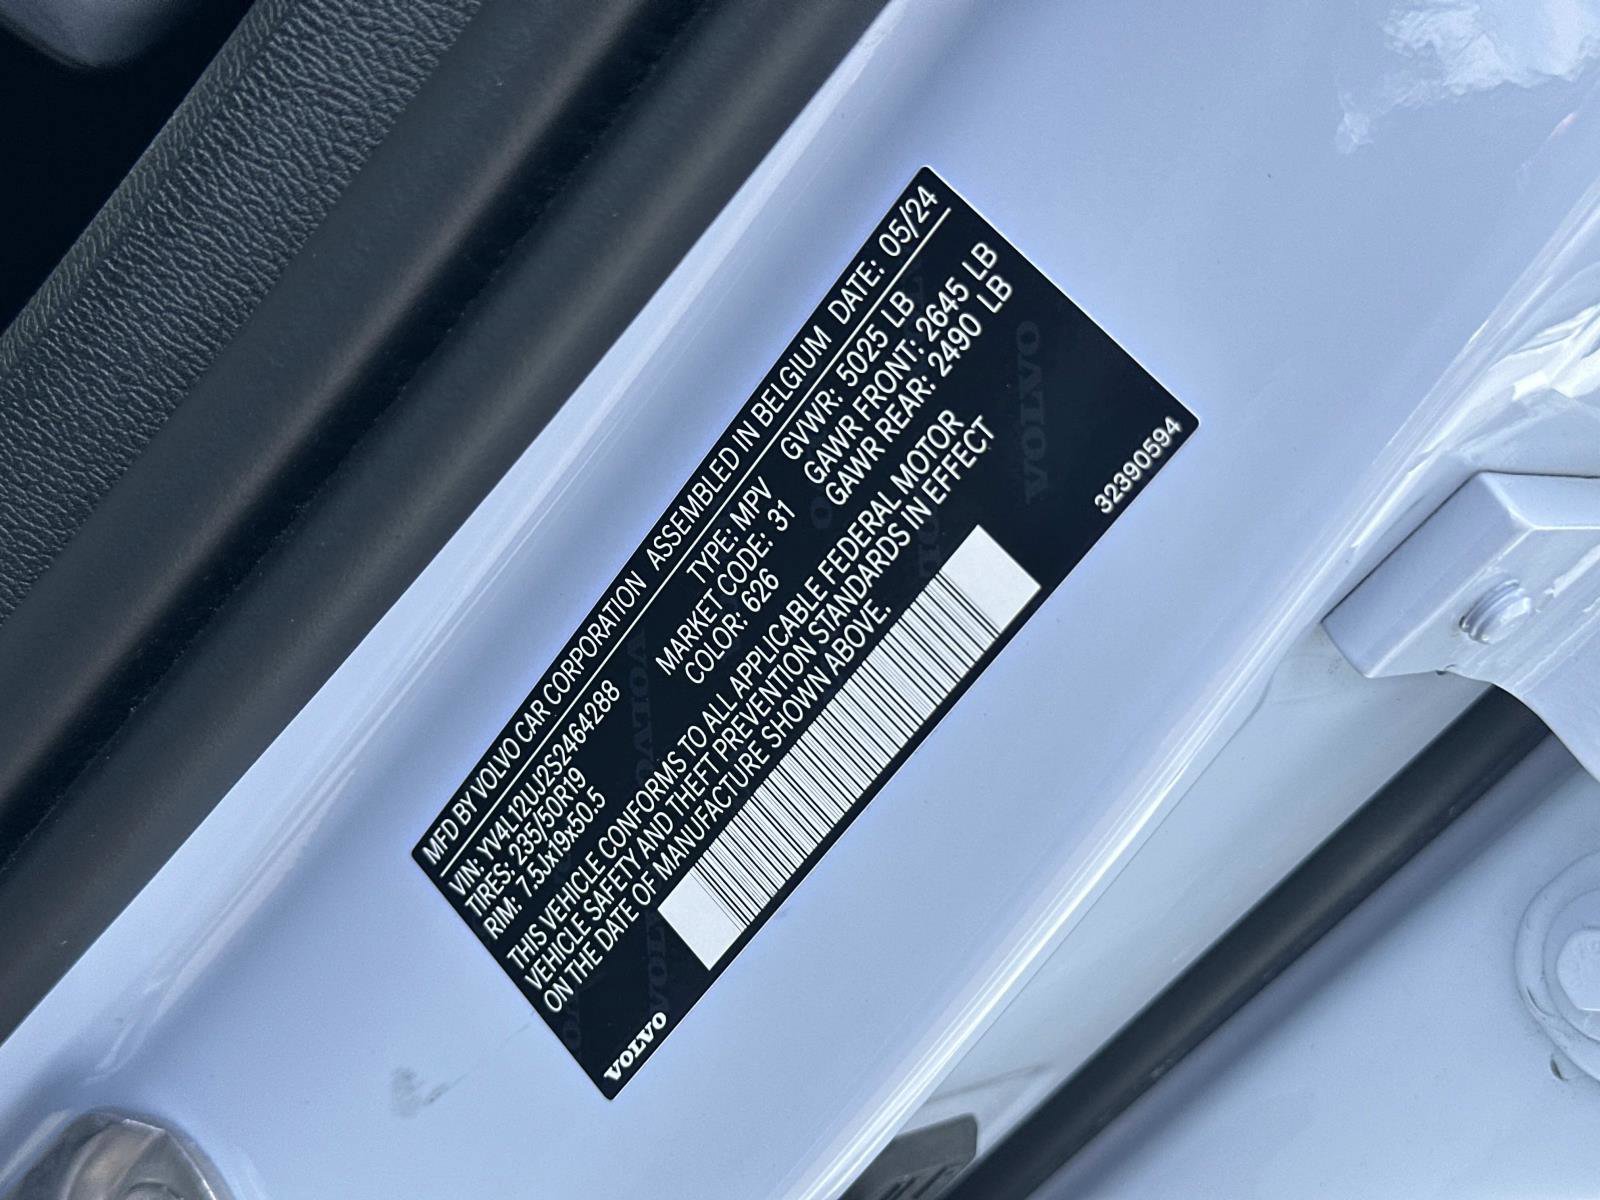 MFD BY VOLVO CAR CORPORATION ASSEMBLED IN BELGIUM DATE: 05/24
VIN: YV4L12UJ2S2464288 TYPE: MPV GVWR: 5025 LB
TIRES: 235/50R19 MARKET CODE: 31 GAWR FRONT: 2645 LB
RIM: 7.5Jx19x50.5 COLOR: 626 GAWR REAR: 2490 LB
THIS VEHICLE CONFORMS TO ALL APPLICABLE FEDERAL MOTOR
VEHICLE SAFETY AND THEFT PREVENTION STANDARDS IN EFFECT
ON THE DATE OF MANUFACTURE SHOWN ABOVE.
VOLVO 32390594